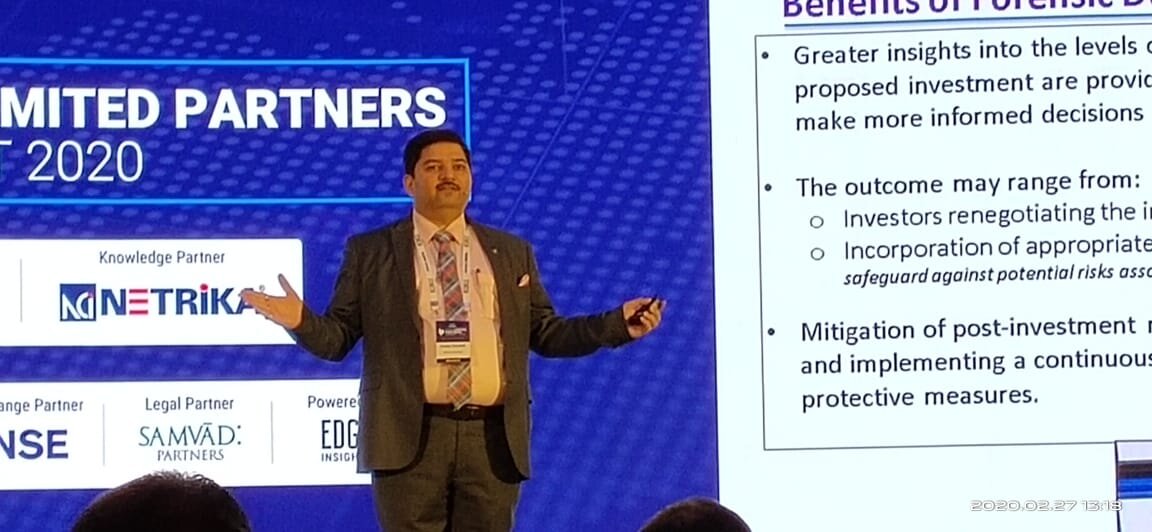 MITED PARTNERS
T 2020
Knowledge Partner
NETRIKA
ange Partner
Legal Partner
Powere
NSE
SAMVĀD:
PARTNERS
EDG
INSIGH
Benefits of Forensic D
Greater insights into the levels
proposed investment are provid
make more informed decisions
The outcome may range from:
Investors renegotiating the i
Incorporation of appropriate
safeguard against potential risks asso
Mitigation of post-investment
and implementing a continuous
protective measures.
2020.02.27 13:18